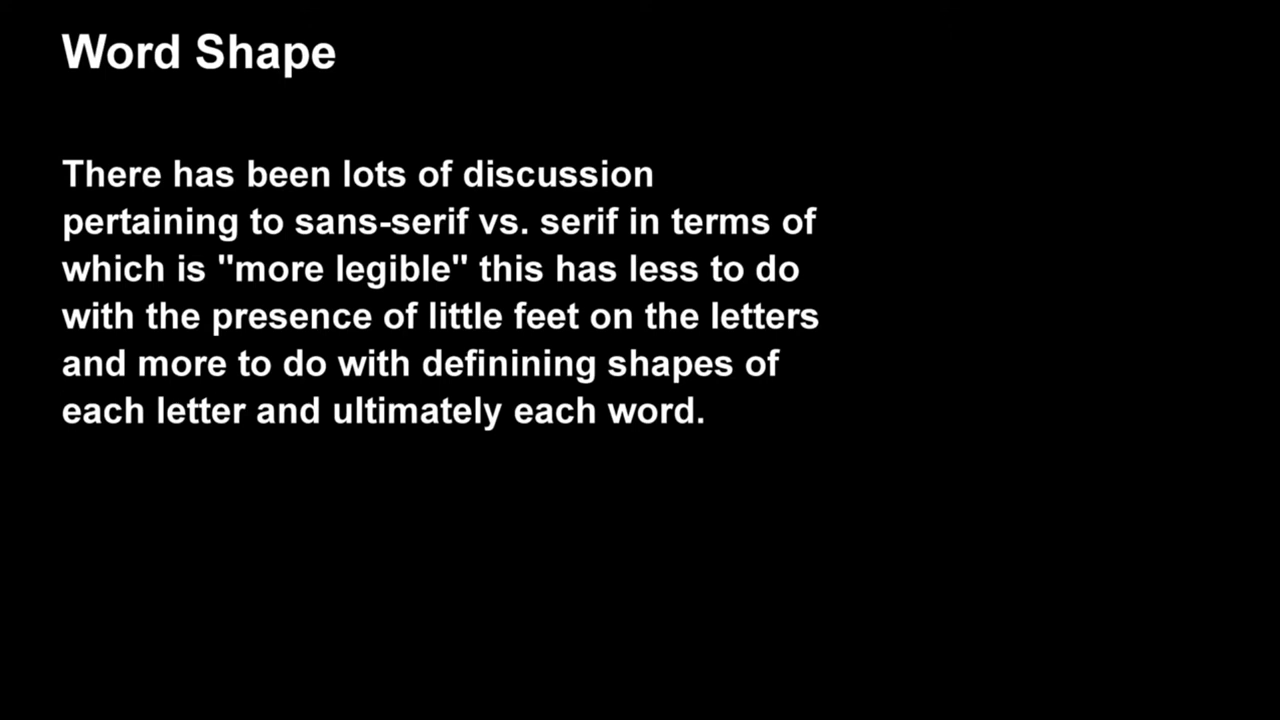 Word Shape
There has been lots of discussion
pertaining to sans-serif vs. serif in terms of
which is "more legible" this has less to do
with the presence of little feet on the letters
and more to do with definining shapes of
each letter and ultimately each word.